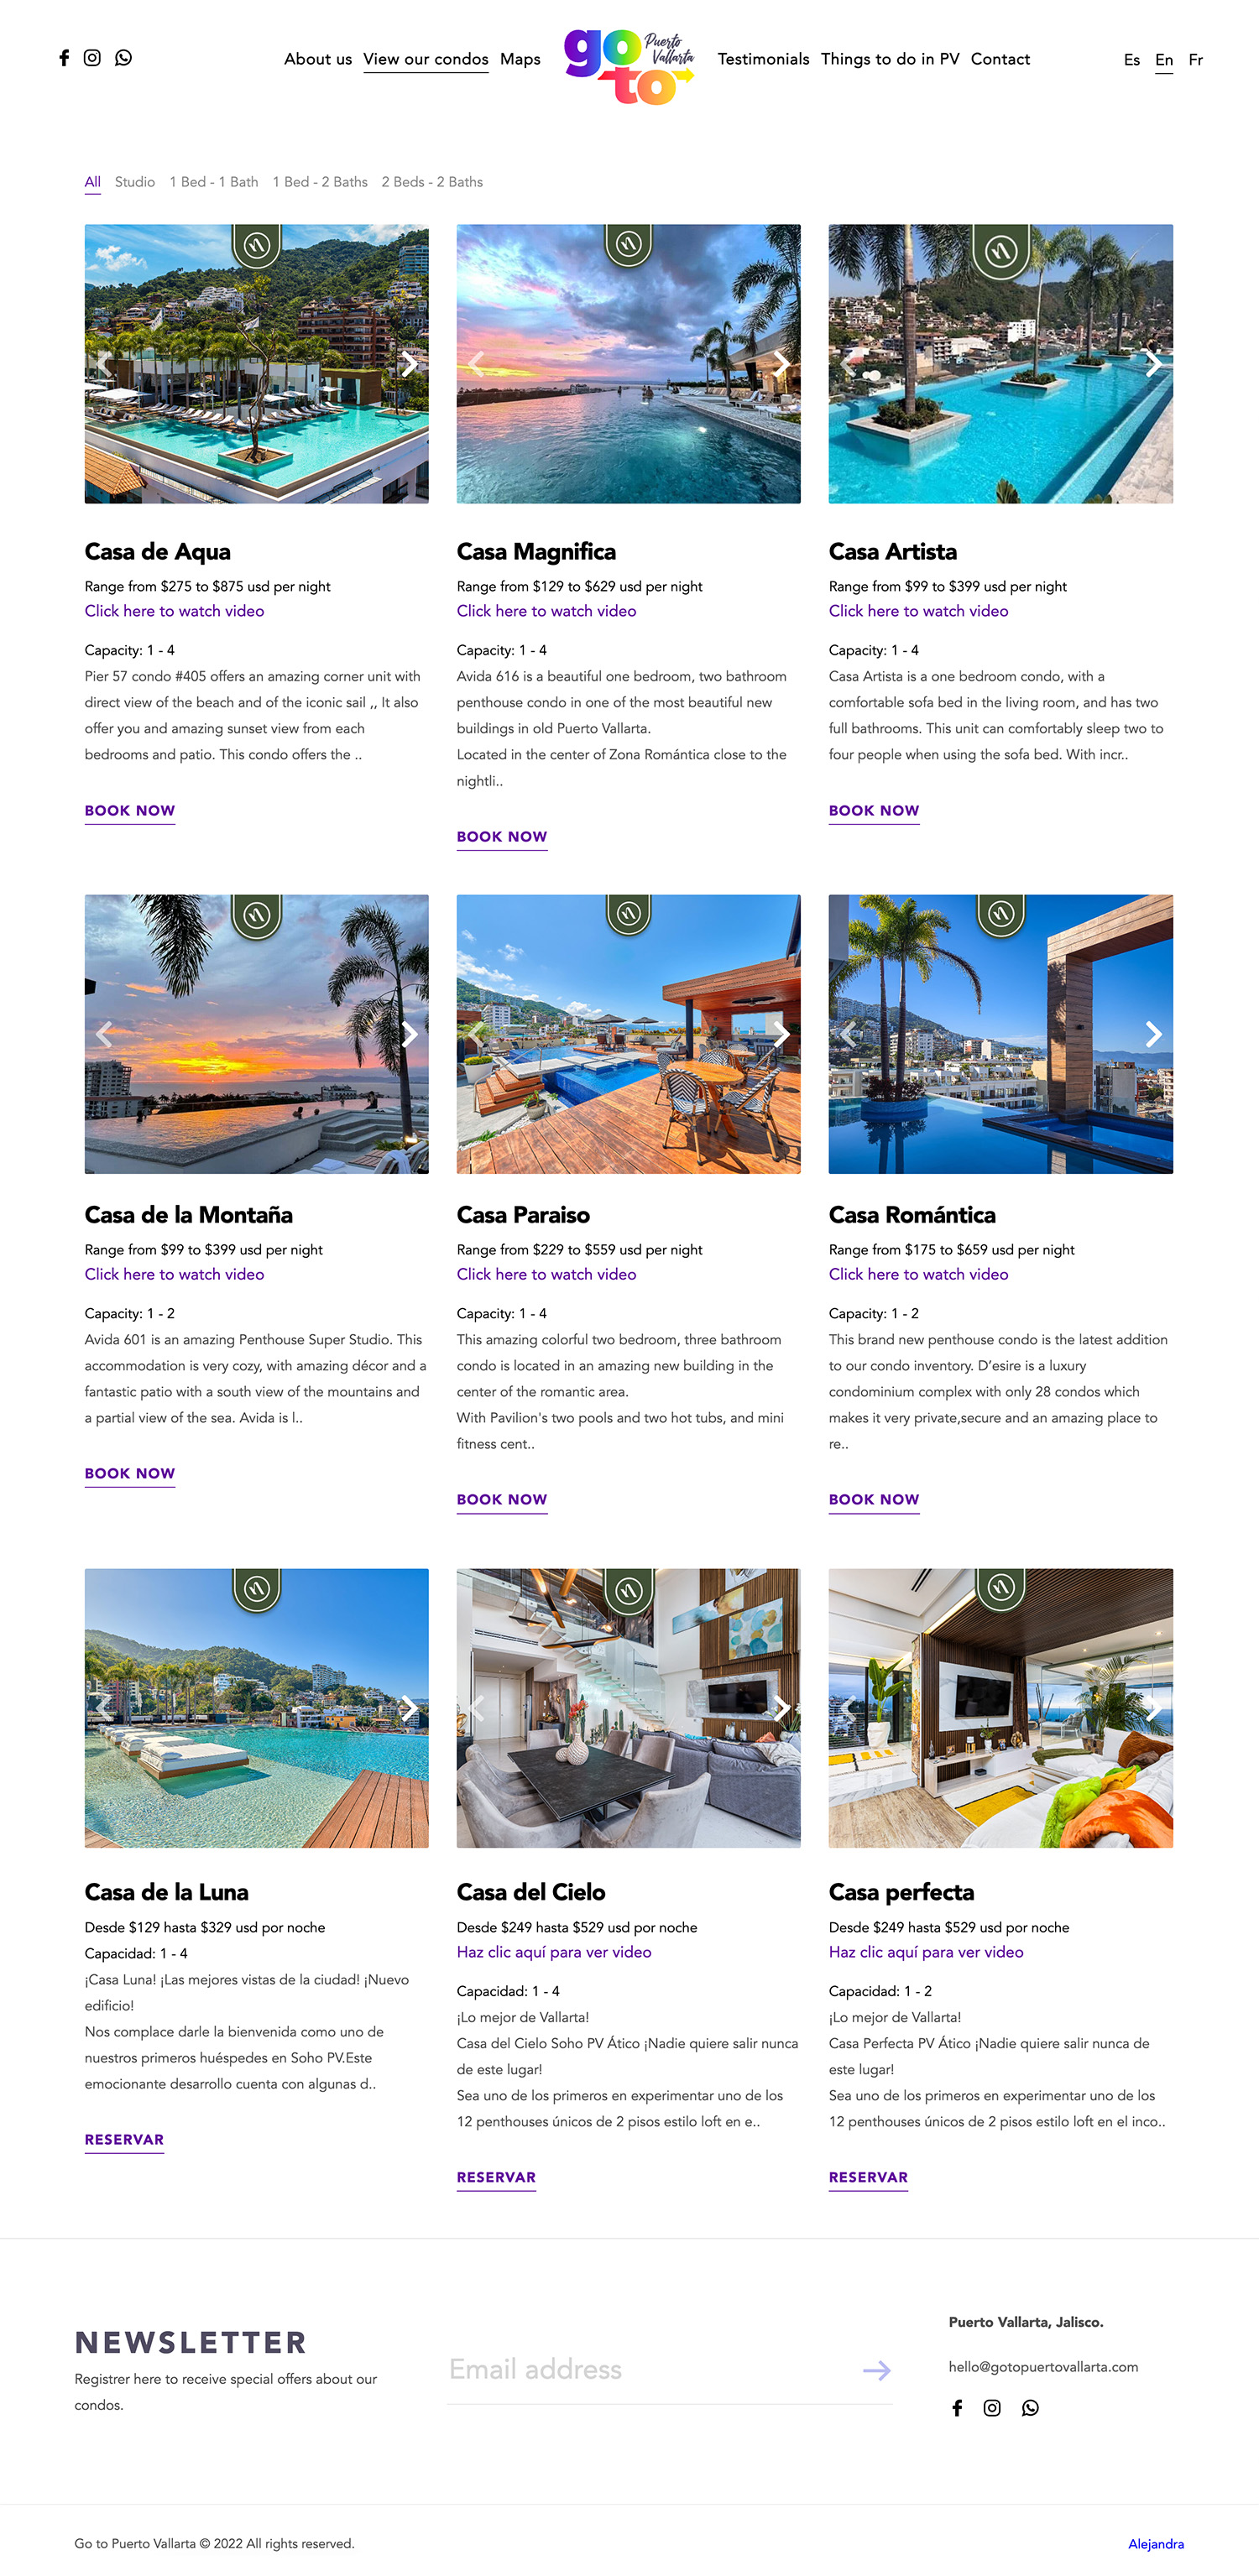 About us View our condos Maps
go to Puerto Vallarta
Testimonials Things to do in PV Contact
Es En Fr
All Studio 1 Bed - 1 Bath 1 Bed - 2 Baths 2 Beds - 2 Baths
Casa de Aqua
Range from $275 to $875 usd per night
Click here to watch video
Capacity: 1 - 4
Pier 57 condo #405 offers an amazing corner unit with
direct view of the beach and of the iconic sail ,, It also
offer you and amazing sunset view from each
bedrooms and patio. This condo offers the ..
BOOK NOW
Casa Magnifica
Range from $129 to $629 usd per night
Click here to watch video
Capacity: 1 - 4
Avida 616 is a beautiful one bedroom, two bathroom
penthouse condo in one of the most beautiful new
buildings in old Puerto Vallarta.
Located in the center of Zona Romántica close to the
nightli..
BOOK NOW
Casa Artista
Range from $99 to $399 usd per night
Click here to watch video
Capacity: 1 - 4
Casa Artista is a one bedroom condo, with a
comfortable sofa bed in the living room, and has two
full bathrooms. This unit can comfortably sleep two to
four people when using the sofa bed. With incr..
BOOK NOW
Casa de la Montaña
Range from $99 to $399 usd per night
Click here to watch video
Capacity: 1 - 2
Avida 601 is an amazing Penthouse Super Studio. This
accommodation is very cozy, with amazing décor and a
fantastic patio with a south view of the mountains and
a partial view of the sea. Avida is l..
BOOK NOW
Casa Paraiso
Range from $229 to $559 usd per night
Click here to watch video
Capacity: 1 - 4
This amazing colorful two bedroom, three bathroom
condo is located in an amazing new building in the
center of the romantic area.
With Pavilion's two pools and two hot tubs, and mini
fitness cent..
BOOK NOW
Casa Romántica
Range from $175 to $659 usd per night
Click here to watch video
Capacity: 1 - 2
This brand new penthouse condo is the latest addition
to our condo inventory. D’esire is a luxury
condominium complex with only 28 condos which
makes it very private,secure and an amazing place to
re..
BOOK NOW
Casa de la Luna
Desde $129 hasta $329 usd por noche
Capacidad: 1 - 4
¡Casa Luna! ¡Las mejores vistas de la ciudad! ¡Nuevo
edificio!
Nos complace darle la bienvenida como uno de
nuestros primeros huéspedes en Soho PV.Este
emocionante desarrollo cuenta con algunas d..
RESERVAR
Casa del Cielo
Desde $249 hasta $529 usd por noche
Haz clic aquí para ver video
Capacidad: 1 - 4
¡Lo mejor de Vallarta!
Casa del Cielo Soho PV Ático ¡Nadie quiere salir nunca
de este lugar!
Sea uno de los primeros en experimentar uno de los
12 penthouses únicos de 2 pisos estilo loft en e..
RESERVAR
Casa perfecta
Desde $249 hasta $529 usd por noche
Haz clic aquí para ver video
Capacidad: 1 - 2
¡Lo mejor de Vallarta!
Casa Perfecta PV Ático ¡Nadie quiere salir nunca de
este lugar!
Sea uno de los primeros en experimentar uno de los
12 penthouses únicos de 2 pisos estilo loft en el inco..
RESERVAR
NEWSLETTER
Registrer here to receive special offers about our
condos.
Email address
Puerto Vallarta, Jalisco.
hello@gotopuertovallarta.com
Go to Puerto Vallarta © 2022 All rights reserved.
Alejandra